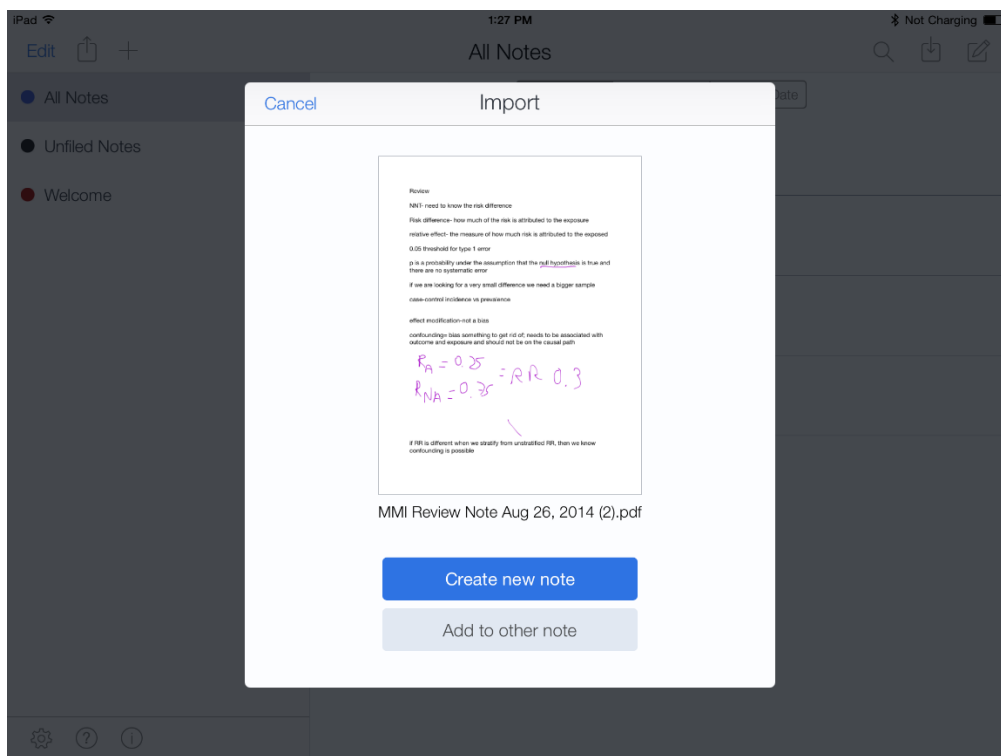 iPad 1:27 PM Not Charging
Edit All Notes
All Notes
Unfiled Notes
Welcome
Date
Cancel Import
Review
NNT- need to know the risk difference
Risk difference- how much of the risk is attributed to the exposure
relative effect- the measure of how much risk is attributed to the exposed
0.05 threshold for type 1 error
p is a probability under the assumption that the null hypothesis is true and
there are no systematic error
if we are looking for a very small difference we need a bigger sample
case-control incidence vs prevalence
effect modification-not a bias
confounding= bias something to get rid of; needs to be associated with
outcome and exposure and should not be on the causal path
RA = 0.25
= RR 0.3
RNA = 0.75
if RR is different when we stratify from unstratified RR, then we know
confounding is possible
MMI Review Note Aug 26, 2014 (2).pdf
Create new note
Add to other note